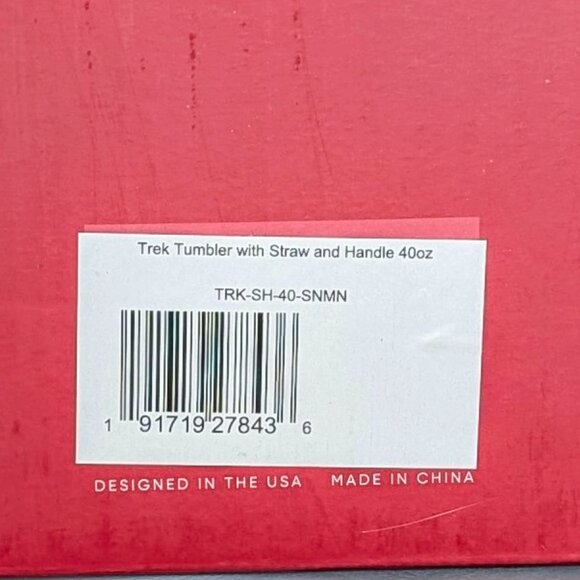 Trek Tumbler with Straw and Handle 40oz
TRK-SH-40-SNMN
1 91719 27843 6
DESIGNED IN THE USA MADE IN CHINA